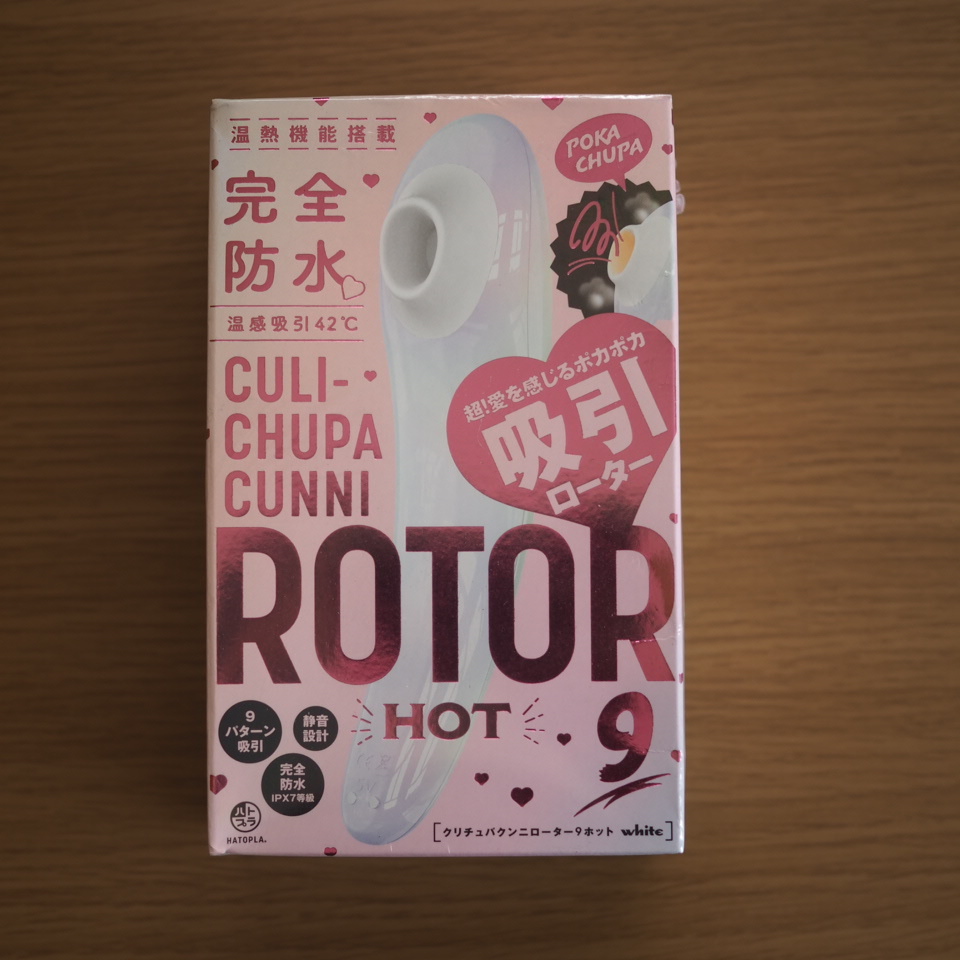 温熱機能搭載
完全
防水
温感吸引42℃
POKA
CHUPA
超!愛を感じるポカポカ
吸引
ローター
CULI-
CHUPA
CUNNI
ROTOR
HOT
9
9
パターン
吸引
静音
設計
完全
防水
IPX7等級
ハト
プラ
HATOPLA.
[クリチュパクンニローター9ホット white]